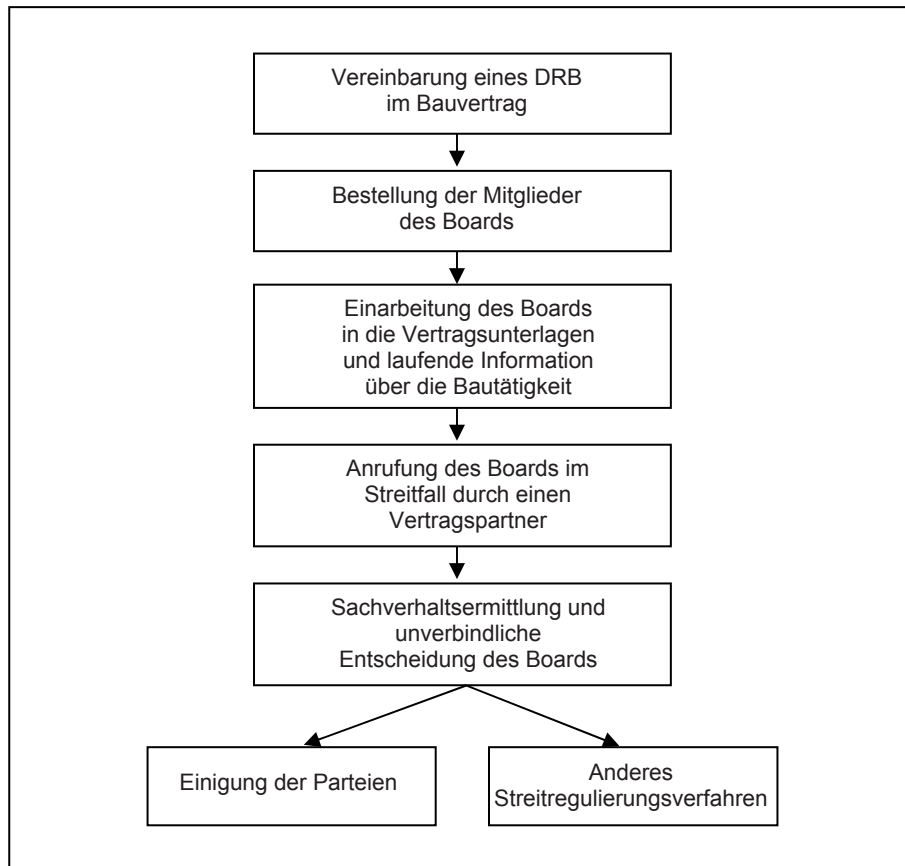 Vereinbarung eines DRB
im Bauvertrag
Bestellung der Mitglieder
des Boards
Einarbeitung des Boards
in die Vertragsunterlagen
und laufende Information
über die Bautätigkeit
Anrufung des Boards im
Streitfall durch einen
Vertragspartner
Sachverhaltsermittlung und
unverbindliche
Entscheidung des Boards
Einigung der Parteien
Anderes
Streitregulierungsverfahren